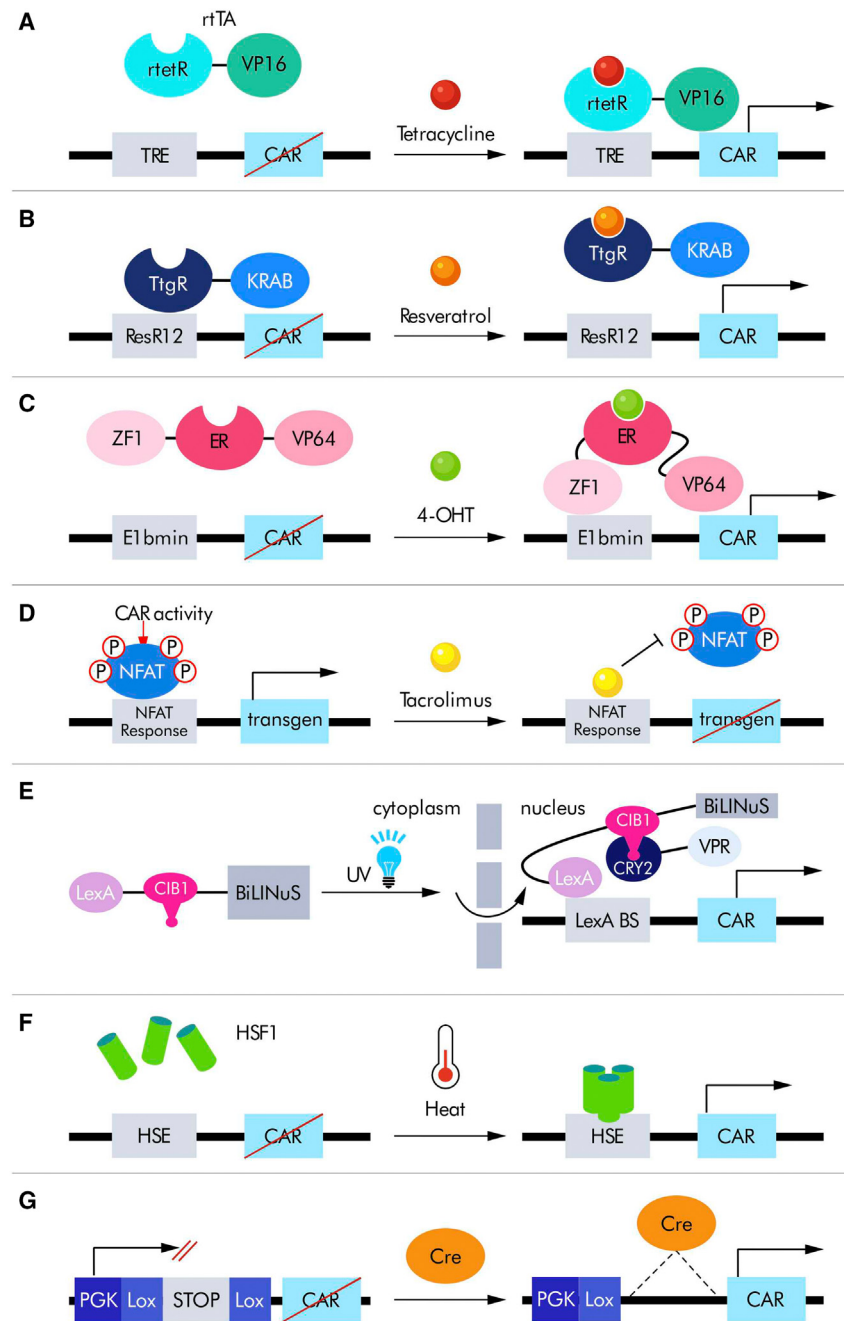 A
rtTA
rtetR
VP16
TRE
CAR
Tetracycline
rtetR
VP16
TRE
CAR
B
TtgR
KRAB
ResR12
CAR
Resveratrol
TtgR
KRAB
ResR12
CAR
C
ZF1
ER
VP64
E1bmin
CAR
4-OHT
ER
ZF1
VP64
E1bmin
CAR
D
CAR activity
P
P
P
P
NFAT
NFAT
Response
transgen
Tacrolimus
P
P
P
P
NFAT
NFAT
Response
transgen
E
LexA
CIB1
BiLINuS
UV
cytoplasm
nucleus
BiLINuS
CIB1
CRY2
VPR
LexA
LexA BS
CAR
F
HSF1
HSE
CAR
Heat
HSE
CAR
G
PGK
Lox
STOP
Lox
CAR
Cre
Cre
PGK
Lox
CAR